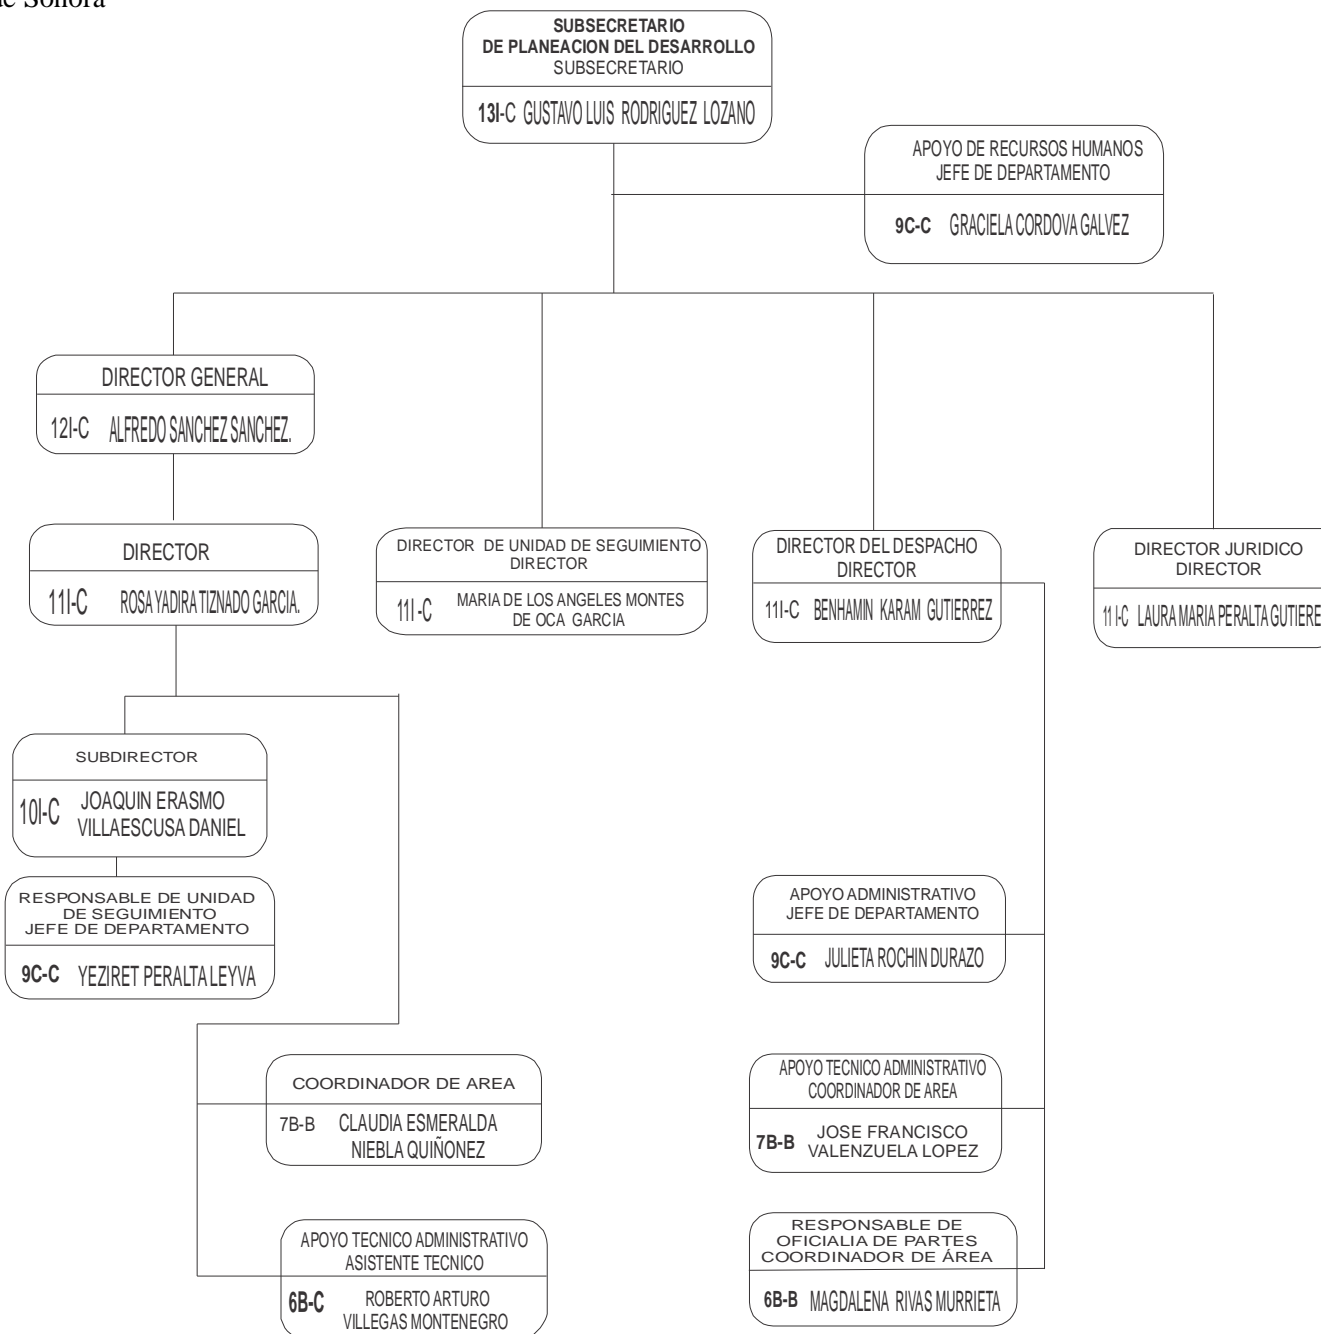 de Sonora
SUBSECRETARIO
DE PLANEACION DEL DESARROLLO
SUBSECRETARIO
13I-C GUSTAVO LUIS RODRIGUEZ LOZANO
APOYO DE RECURSOS HUMANOS
JEFE DE DEPARTAMENTO
9C-C GRACIELA CORDOVA GALVEZ
DIRECTOR GENERAL
12I-C ALFREDO SANCHEZ SANCHEZ.
DIRECTOR
11I-C ROSA YADIRA TIZNADO GARCIA.
DIRECTOR DE UNIDAD DE SEGUIMIENTO
DIRECTOR
11I-C MARIA DE LOS ANGELES MONTES
DE OCA GARCIA
DIRECTOR DEL DESPACHO
DIRECTOR
11I-C BENHAMIN KARAM GUTIERREZ
DIRECTOR JURIDICO
DIRECTOR
11 I-C LAURA MARIA PERALTA GUTIERE
SUBDIRECTOR
10I-C JOAQUIN ERASMO
VILLAESCUSA DANIEL
RESPONSABLE DE UNIDAD
DE SEGUIMIENTO
JEFE DE DEPARTAMENTO
9C-C YEZIRET PERALTA LEYVA
APOYO ADMINISTRATIVO
JEFE DE DEPARTAMENTO
9C-C JULIETA ROCHIN DURAZO
COORDINADOR DE AREA
7B-B CLAUDIA ESMERALDA
NIEBLA QUIÑONEZ
APOYO TECNICO ADMINISTRATIVO
COORDINADOR DE AREA
7B-B JOSE FRANCISCO
VALENZUELA LOPEZ
APOYO TECNICO ADMINISTRATIVO
ASISTENTE TECNICO
6B-C ROBERTO ARTURO
VILLEGAS MONTENEGRO
RESPONSABLE DE
OFICIALIA DE PARTES
COORDINADOR DE ÁREA
6B-B MAGDALENA RIVAS MURRIETA